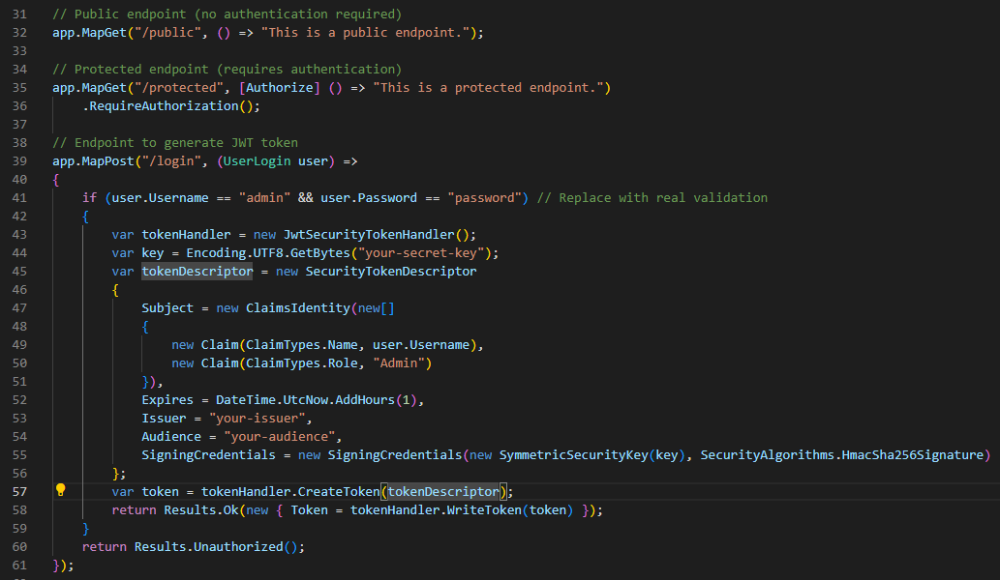 31 // Public endpoint (no authentication required)
32 app.MapGet("/public", () => "This is a public endpoint.");
33
34 // Protected endpoint (requires authentication)
35 app.MapGet("/protected", [Authorize] () => "This is a protected endpoint.")
36     .RequireAuthorization();
37
38 // Endpoint to generate JWT token
39 app.MapPost("/login", (UserLogin user) =>
40 {
41     if (user.Username == "admin" && user.Password == "password") // Replace with real validation
42     {
43         var tokenHandler = new JwtSecurityTokenHandler();
44         var key = Encoding.UTF8.GetBytes("your-secret-key");
45         var tokenDescriptor = new SecurityTokenDescriptor
46         {
47             Subject = new ClaimsIdentity(new[]
48             {
49                 new Claim(ClaimTypes.Name, user.Username),
50                 new Claim(ClaimTypes.Role, "Admin")
51             }),
52             Expires = DateTime.UtcNow.AddHours(1),
53             Issuer = "your-issuer",
54             Audience = "your-audience",
55             SigningCredentials = new SigningCredentials(new SymmetricSecurityKey(key), SecurityAlgorithms.HmacSha256Signature)
56         };
57         var token = tokenHandler.CreateToken(tokenDescriptor);
58         return Results.Ok(new { Token = tokenHandler.WriteToken(token) });
59     }
60     return Results.Unauthorized();
61 });